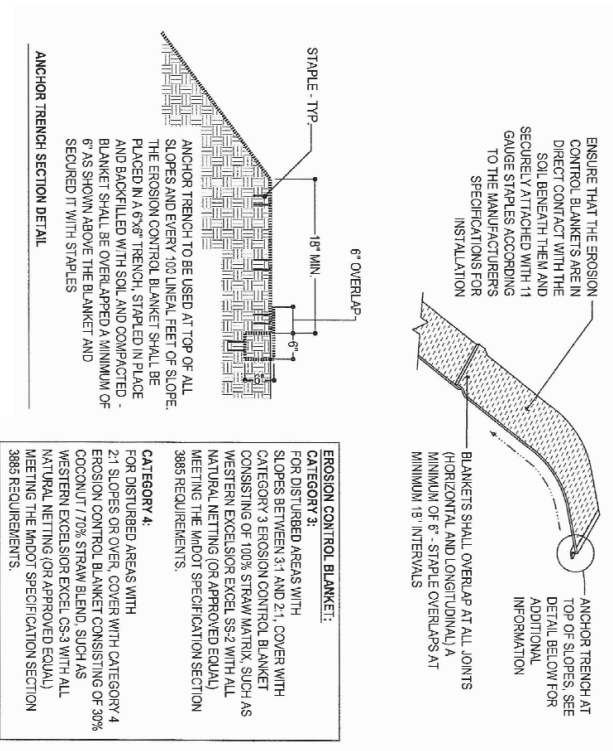 ENSURE THAT THE EROSION
CONTROL BLANKETS ARE IN
DIRECT CONTACT WITH THE
SOIL BENEATH THEM AND
SECURELY ATTACHED WITH 11
GAUGE STAPLES ACCORDING
TO THE MANUFACTURER'S
SPECIFICATIONS FOR
INSTALLATION
ANCHOR TRENCH AT
TOP OF SLOPES, SEE
DETAIL BELOW FOR
ADDITIONAL
INFORMATION
BLANKETS SHALL OVERLAP AT ALL JOINTS
(HORIZONTAL AND LONGITUDINAL) A
MINIMUM OF 6" - STAPLE OVERLAPS AT
MINIMUM 18" INTERVALS
STAPLE - TYP.
18" MIN.
6" OVERLAP
6"
6"
ANCHOR TRENCH TO BE USED AT TOP OF ALL
SLOPES AND EVERY 100 LINEAL FEET OF SLOPE.
THE EROSION CONTROL BLANKET SHALL BE
PLACED IN A 6"x6" TRENCH, STAPLED IN PLACE
AND BACKFILLED WITH SOIL AND COMPACTED -
BLANKET SHALL BE OVERLAPPED A MINIMUM OF
6" AS SHOWN ABOVE THE BLANKET AND
SECURED IT WITH STAPLES
ANCHOR TRENCH SECTION DETAIL
EROSION CONTROL BLANKET:
CATEGORY 3:
FOR DISTURBED AREAS WITH
SLOPES BETWEEN 3:1 AND 2:1, COVER WITH
CATEGORY 3 EROSION CONTROL BLANKET
CONSISTING OF 100% STRAW MATRIX, SUCH AS
WESTERN EXCELSIOR EXCEL SS-2 WITH ALL
NATURAL NETTING (OR APPROVED EQUAL)
MEETING THE MnDOT SPECIFICATION SECTION
3885 REQUIREMENTS.
CATEGORY 4:
FOR DISTURBED AREAS WITH
2:1 SLOPES OR OVER, COVER WITH CATEGORY 4
EROSION CONTROL BLANKET CONSISTING OF 30%
COCONUT / 70% STRAW BLEND, SUCH AS
WESTERN EXCELSIOR EXCEL CS-3 WITH ALL
NATURAL NETTING (OR APPROVED EQUAL)
MEETING THE MnDOT SPECIFICATION SECTION
3885 REQUIREMENTS.